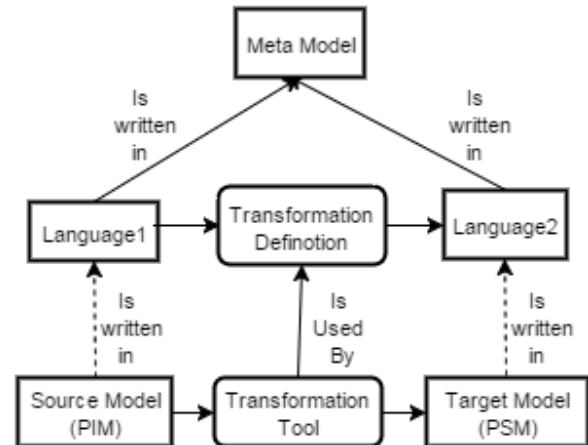 Meta Model
Is
written
in
Is
written
in
Language1
Transformation
Definotion
Language2
Is
written
in
Is
Used
By
Is
written
in
Source Model
(PIM)
Transformation
Tool
Target Model
(PSM)